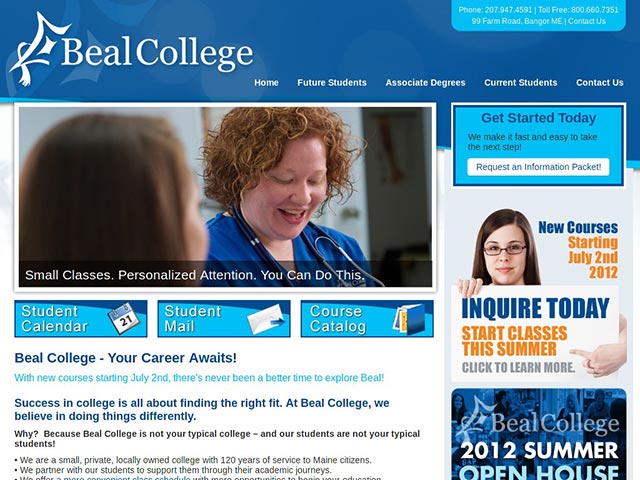 Phone: 207.947.4591 | Toll Free: 800.660.7351
99 Farm Road, Bangor ME | Contact Us
Beal College
Home Future Students Associate Degrees Current Students Contact Us
Small Classes. Personalized Attention. You Can Do This.
Get Started Today
We make it fast and easy to take
the next step!
Request an Information Packet!
New Courses
Starting
July 2nd
2012
INQUIRE TODAY
START CLASSES
THIS SUMMER
CLICK TO LEARN MORE.
Student
Calendar
21
Student
Mail
Course
Catalog
Beal College - Your Career Awaits!
With new courses starting July 2nd, there's never been a better time to explore Beal!
Success in college is all about finding the right fit. At Beal College, we
believe in doing things differently.
Why? Because Beal College is not your typical college – and our students are not your typical
students!
• We are a small, private, locally owned college with 120 years of service to Maine citizens.
• We partner with our students to support them through their academic journeys.
• We offer a more convenient class schedule with more opportunities to begin your education
Beal College
2012 SUMMER
OPEN HOUSE